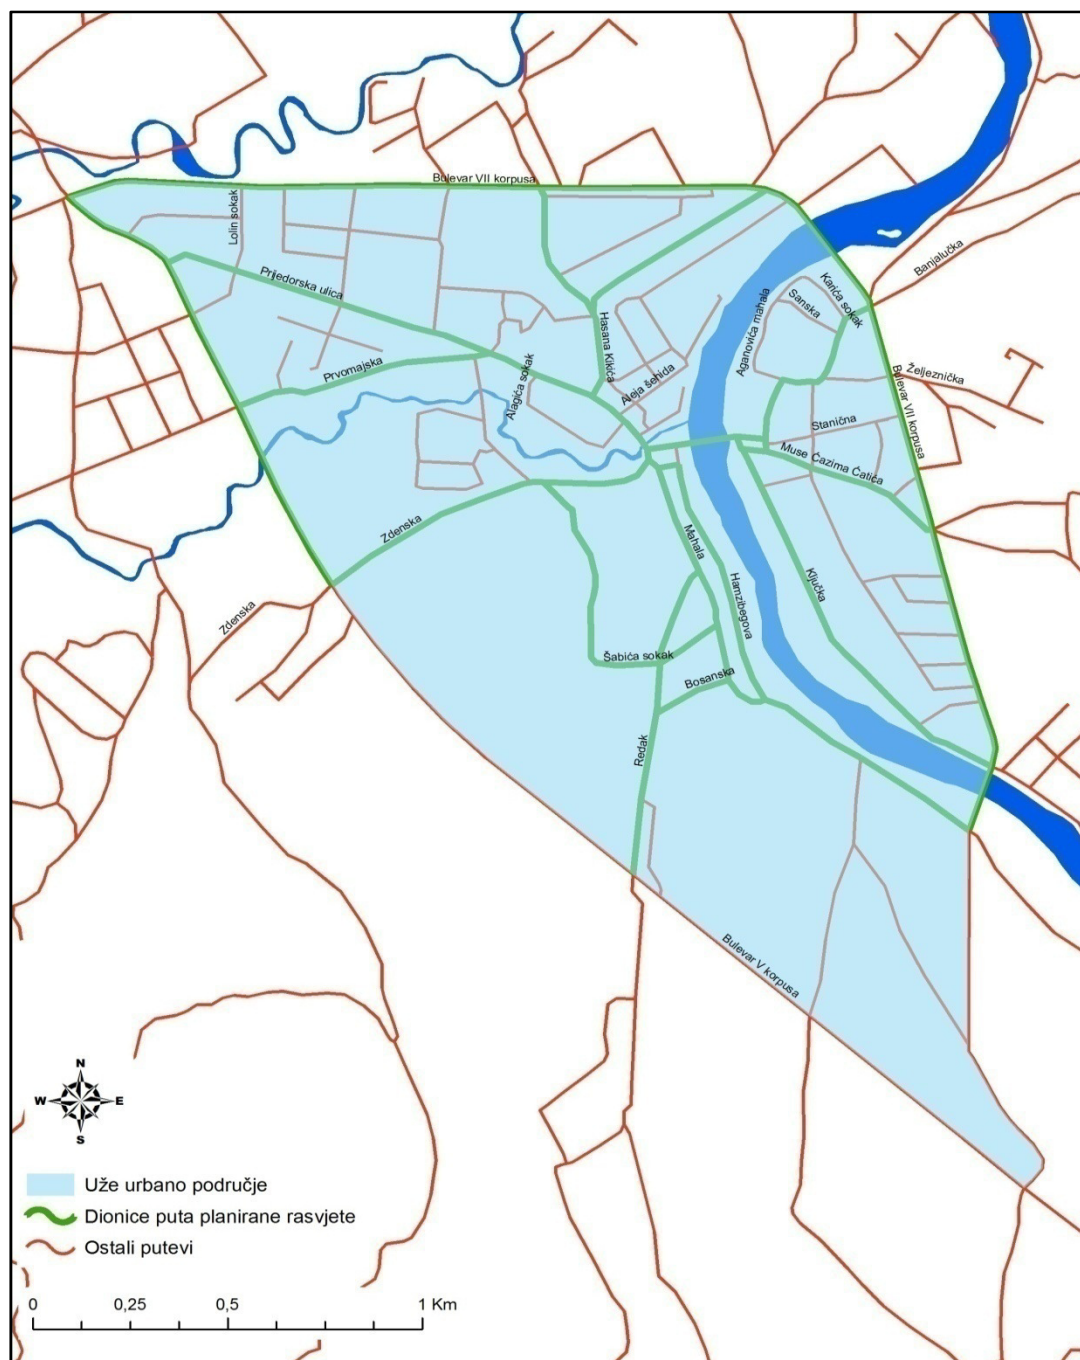 Bulevar VII korpusa
Lolin sokak
Banjalučka
Karića sokak
Sanska
Aganovića mahala
Prijedorska ulica
Hasana Kikića
Alagića sokak
Aleja šehida
Prvomajska
Željeznička
Bulevar VII korpusa
Stanična
Muse Ćazima Ćatića
Zdenska
Mahala
Hamzibegova
Ključka
Zdenska
Šabića sokak
Bosanska
Redak
Bulevar V korpusa
N
W E
S
Uže urbano područje
Dionice puta planirane rasvjete
Ostali putevi
0 0,25 0,5 1 Km